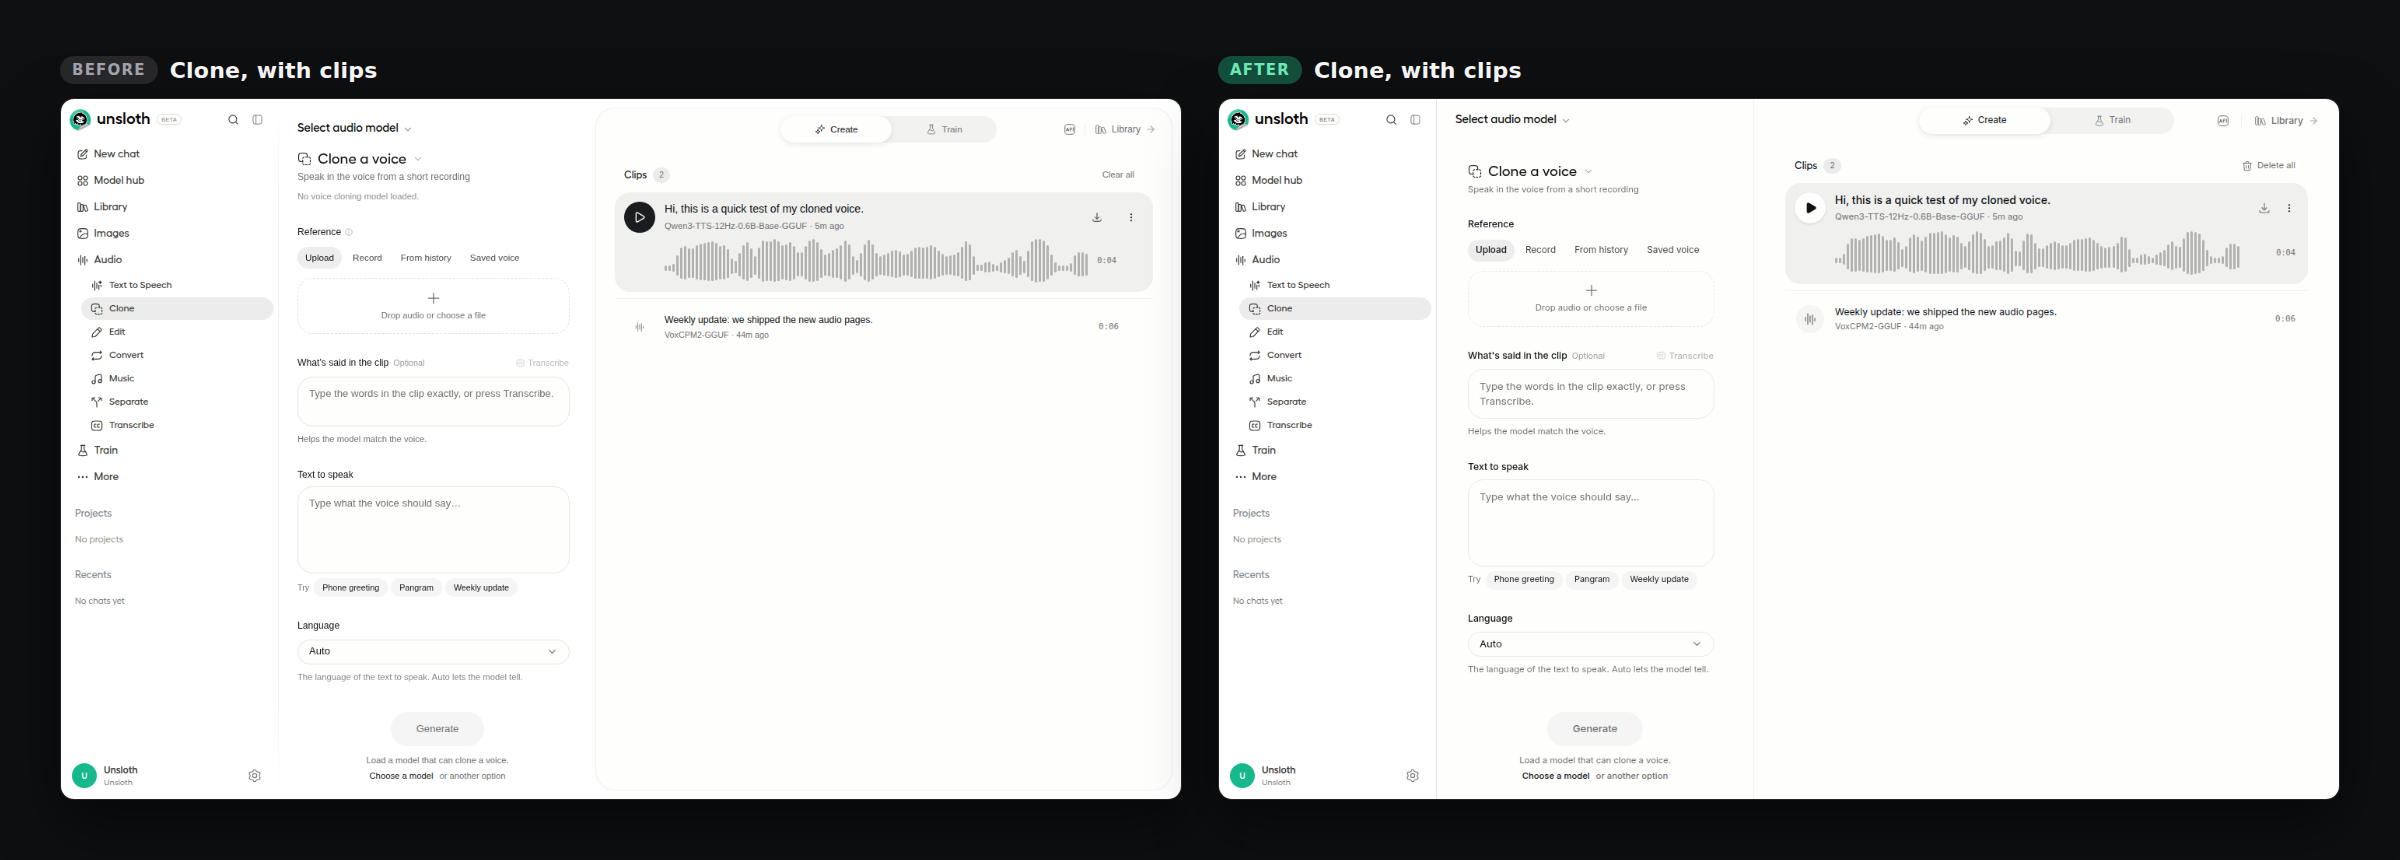 BEFORE Clone, with clips
unsloth BETA
New chat
Model hub
Library
Images
Audio
Text to Speech
Clone
Edit
Convert
Music
Separate
Transcribe
Train
More
Projects
No projects
Recents
No chats yet
U Unsloth
Unsloth
Select audio model
Clone a voice
Speak in the voice from a short recording
No voice cloning model loaded.
Reference
Upload Record From history Saved voice
Drop audio or choose a file
What's said in the clip Optional Transcribe
Type the words in the clip exactly, or press Transcribe.
Helps the model match the voice.
Text to speak
Type what the voice should say...
Try Phone greeting Pangram Weekly update
Language
Auto
The language of the text to speak. Auto lets the model tell.
Generate
Load a model that can clone a voice.
Choose a model or another option
Create Train API Library
Clips 2 Clear all
Hi, this is a quick test of my cloned voice.
Qwen3-TTS-12Hz-0.6B-Base-GGUF · 5m ago
0:04
Weekly update: we shipped the new audio pages.
VoxCPM2-GGUF · 44m ago
0:06
AFTER Clone, with clips
unsloth BETA
New chat
Model hub
Library
Images
Audio
Text to Speech
Clone
Edit
Convert
Music
Separate
Transcribe
Train
More
Projects
No projects
Recents
No chats yet
U Unsloth
Unsloth
Select audio model
Clone a voice
Speak in the voice from a short recording
Reference
Upload Record From history Saved voice
Drop audio or choose a file
What's said in the clip Optional Transcribe
Type the words in the clip exactly, or press
Transcribe.
Helps the model match the voice.
Text to speak
Type what the voice should say...
Try Phone greeting Pangram Weekly update
Language
Auto
The language of the text to speak. Auto lets the model tell.
Generate
Load a model that can clone a voice.
Choose a model or another option
Create Train API Library
Clips 2 Delete all
Hi, this is a quick test of my cloned voice.
Qwen3-TTS-12Hz-0.6B-Base-GGUF · 5m ago
0:04
Weekly update: we shipped the new audio pages.
VoxCPM2-GGUF · 44m ago
0:06